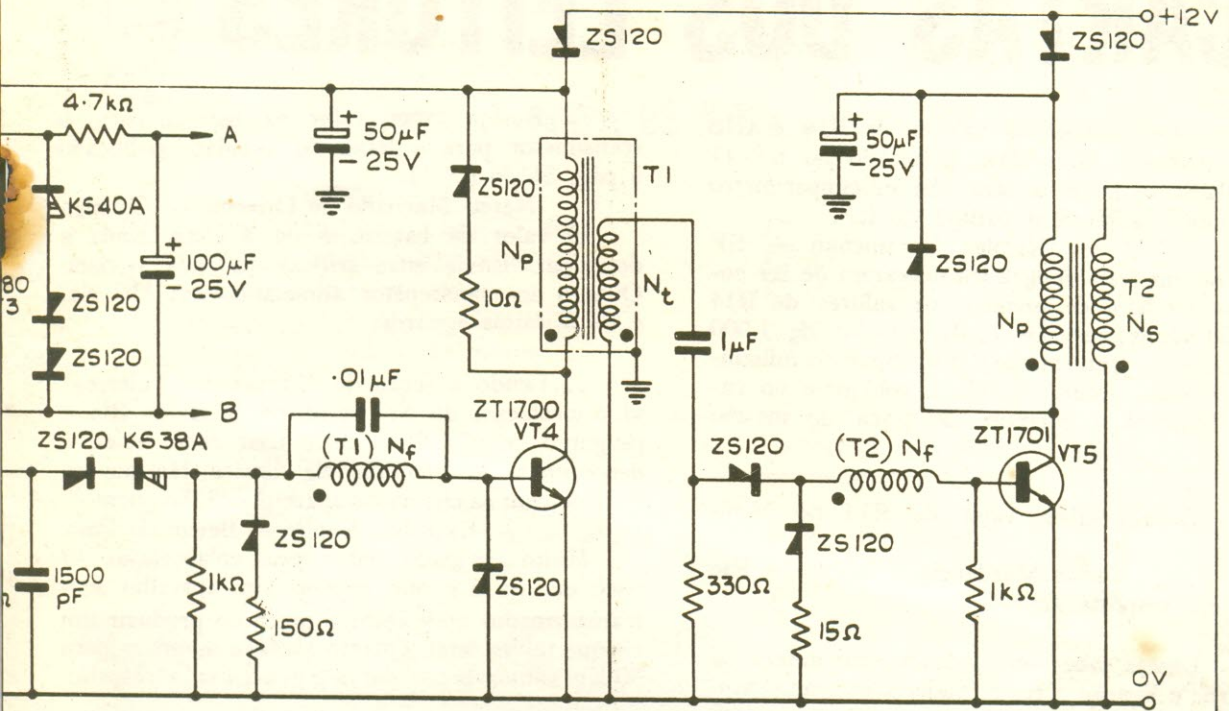 ZS120
+12V
ZS120
4·7kΩ
A
+
50μF
-25V
+
50μF
-25V
KS40A
ZS120
T1
+
100μF
-25V
Np
ZS120
T2
80
3
ZS120
10Ω
Nt
Np
Ns
ZS120
1μF
·01μF
B
ZT1700
VT4
ZS120
KS38A
(T1) Nf
ZS120
(T2) Nf
ZT1701
VT5
ZS120
ZS120
1500
pF
1kΩ
ZS120
330Ω
1kΩ
Ω
150Ω
15Ω
0V